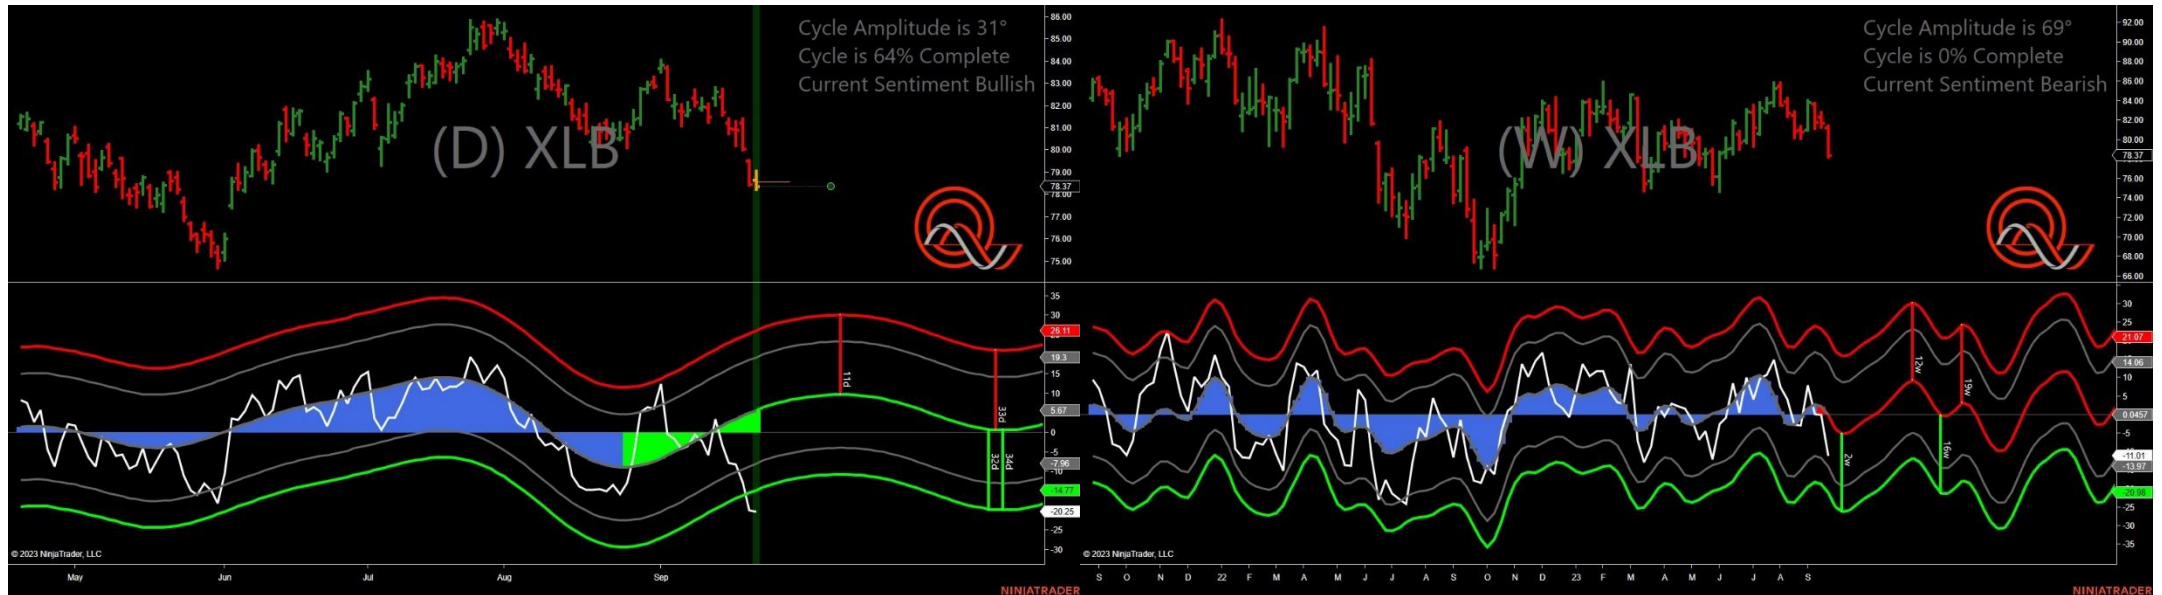 Cycle Amplitude is 31°
Cycle is 64% Complete
Current Sentiment Bullish
(D) XLB
86.00
85.00
84.00
83.00
82.00
81.00
80.00
79.00
78.37
78.00
77.00
76.00
75.00
35
30
26.11
19.3
15
10
5.67
0
-5
-7.96
-10
-14.77
-20.25
-25
-30
11d
33d
32d
34d
© 2023 NinjaTrader, LLC
May Jun Jul Aug Sep
NINJATRADER
Cycle Amplitude is 69°
Cycle is 0% Complete
Current Sentiment Bearish
(W) XLB
92.00
90.00
88.00
86.00
84.00
82.00
80.00
78.37
76.00
74.00
72.00
70.00
68.00
66.00
30
25
21.07
14.06
10
5
0.0457
-5
-11.01
-13.97
-20.98
-25
-30
-35
12w
19w
2w
16w
© 2023 NinjaTrader, LLC
S O N D 22 F M A M J J A S O N D 23 F M A M J J A S
NINJATRADER